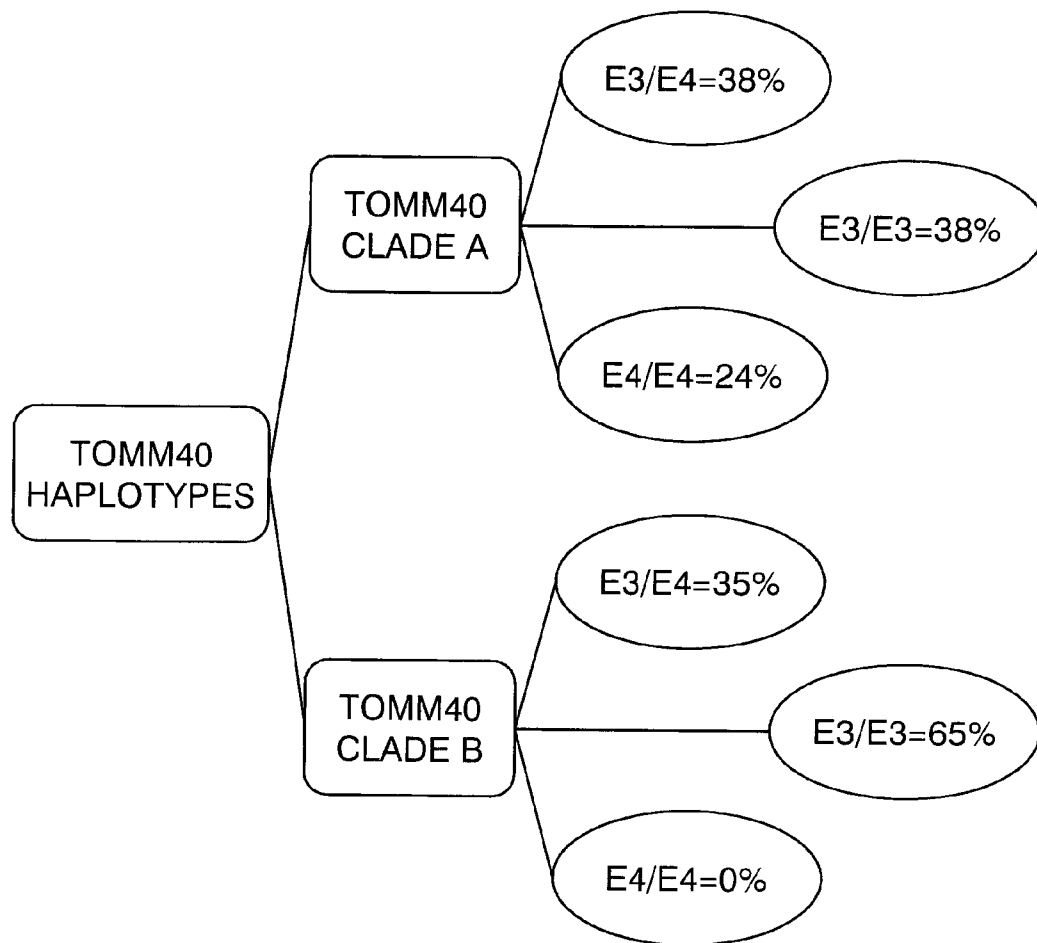 E3/E4=38%
TOMM40
CLADE A
E3/E3=38%
E4/E4=24%
TOMM40
HAPLOTYPES
E3/E4=35%
TOMM40
CLADE B
E3/E3=65%
E4/E4=0%